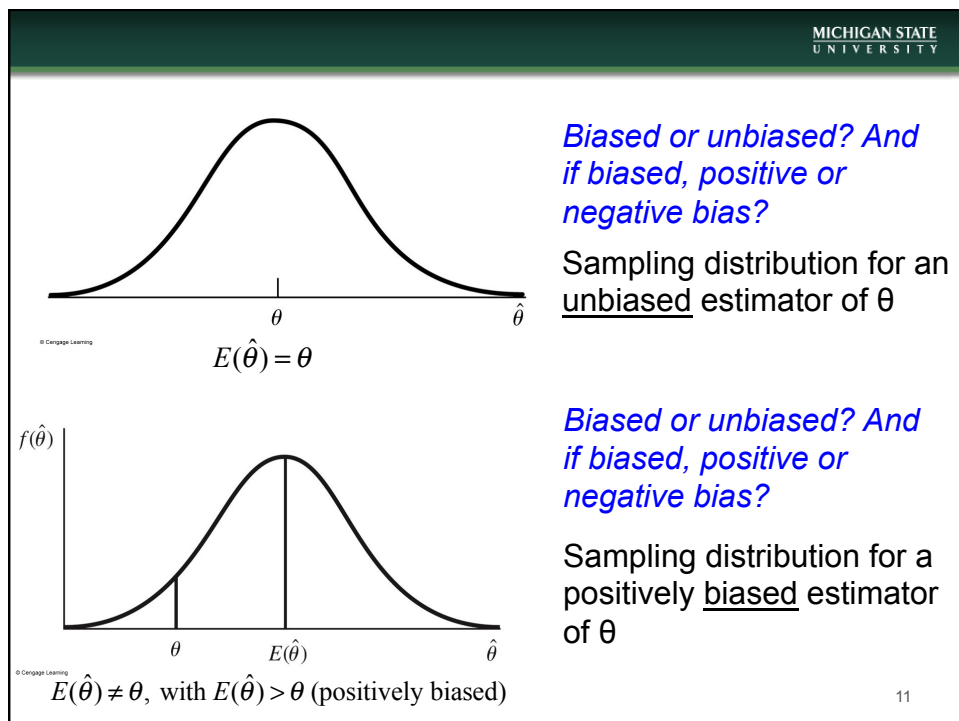 MICHIGAN STATE
UNIVERSITY
θ
θ̂
© Cengage Learning
E(θ̂) = θ
Biased or unbiased? And
if biased, positive or
negative bias?
Sampling distribution for an
unbiased estimator of θ
f(θ̂)
θ
E(θ̂)
θ̂
© Cengage Learning
E(θ̂) ≠ θ, with E(θ̂) > θ (positively biased)
Biased or unbiased? And
if biased, positive or
negative bias?
Sampling distribution for a
positively biased estimator
of θ
11